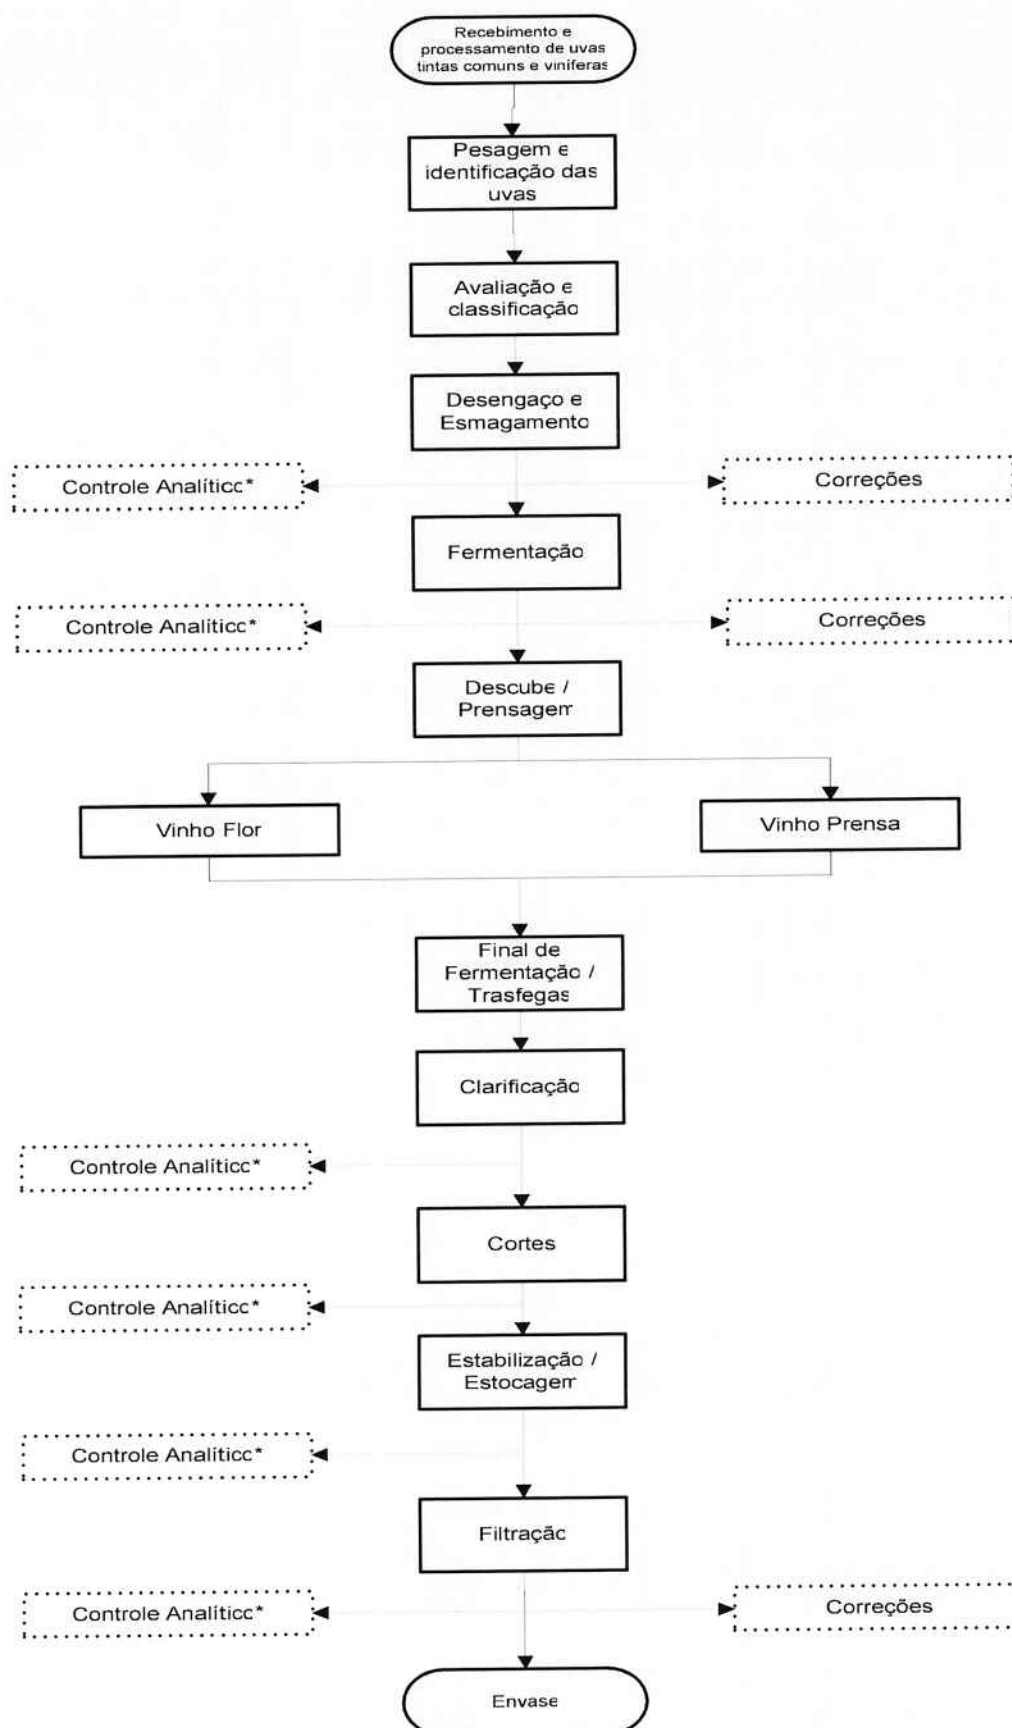 Recebimento e
processamento de uvas
tintas comuns e viníferas
Pesagem e
identificação das
uvas
Avaliação e
classificação
Desengaço e
Esmagamento
Controle Analítico*
Correções
Fermentação
Controle Analítico*
Correções
Descube /
Prensagem
Vinho Flor
Vinho Prensa
Final de
Fermentação /
Trasfegas
Clarificação
Controle Analítico*
Cortes
Controle Analítico*
Estabilização /
Estocagem
Controle Analítico*
Filtração
Controle Analítico*
Correções
Envase